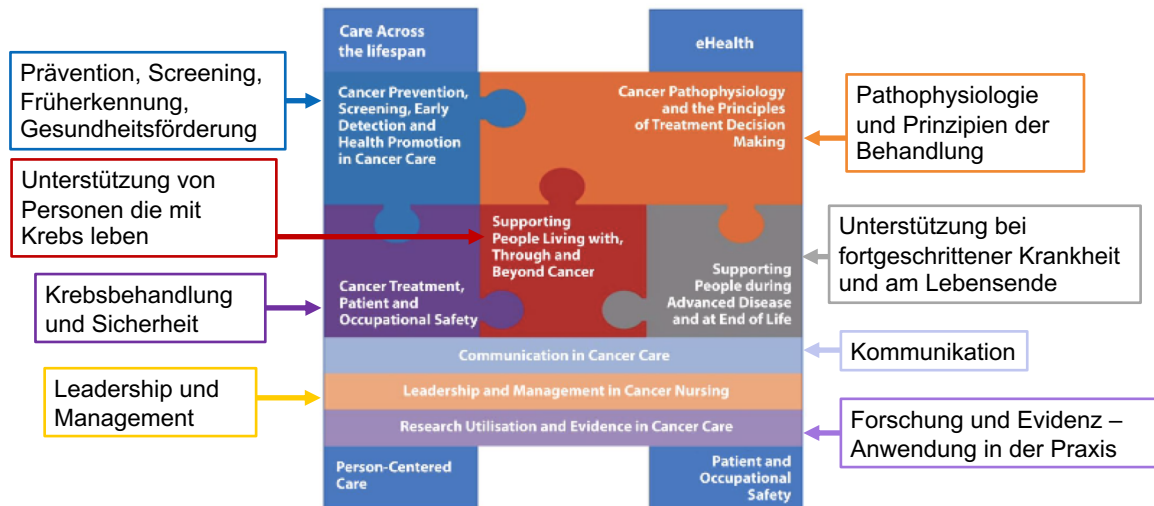 Care Across
the lifespan
eHealth
Prävention, Screening,
Früherkennung,
Gesundheitsförderung
Cancer Prevention,
Screening, Early
Detection and
Health Promotion
in Cancer Care
Cancer Pathophysiology
and the Principles
of Treatment Decision
Making
Pathophysiologie
und Prinzipien der
Behandlung
Unterstützung von
Personen die mit
Krebs leben
Supporting
People Living with,
Through and
Beyond Cancer
Unterstützung bei
fortgeschrittener Krankheit
und am Lebensende
Krebsbehandlung
und Sicherheit
Cancer Treatment,
Patient and
Occupational Safety
Supporting
People during
Advanced Disease
and at End of Life
Communication in Cancer Care
Kommunikation
Leadership und
Management
Leadership and Management in Cancer Nursing
Research Utilisation and Evidence in Cancer Care
Forschung und Evidenz –
Anwendung in der Praxis
Person-Centered
Care
Patient and
Occupational
Safety